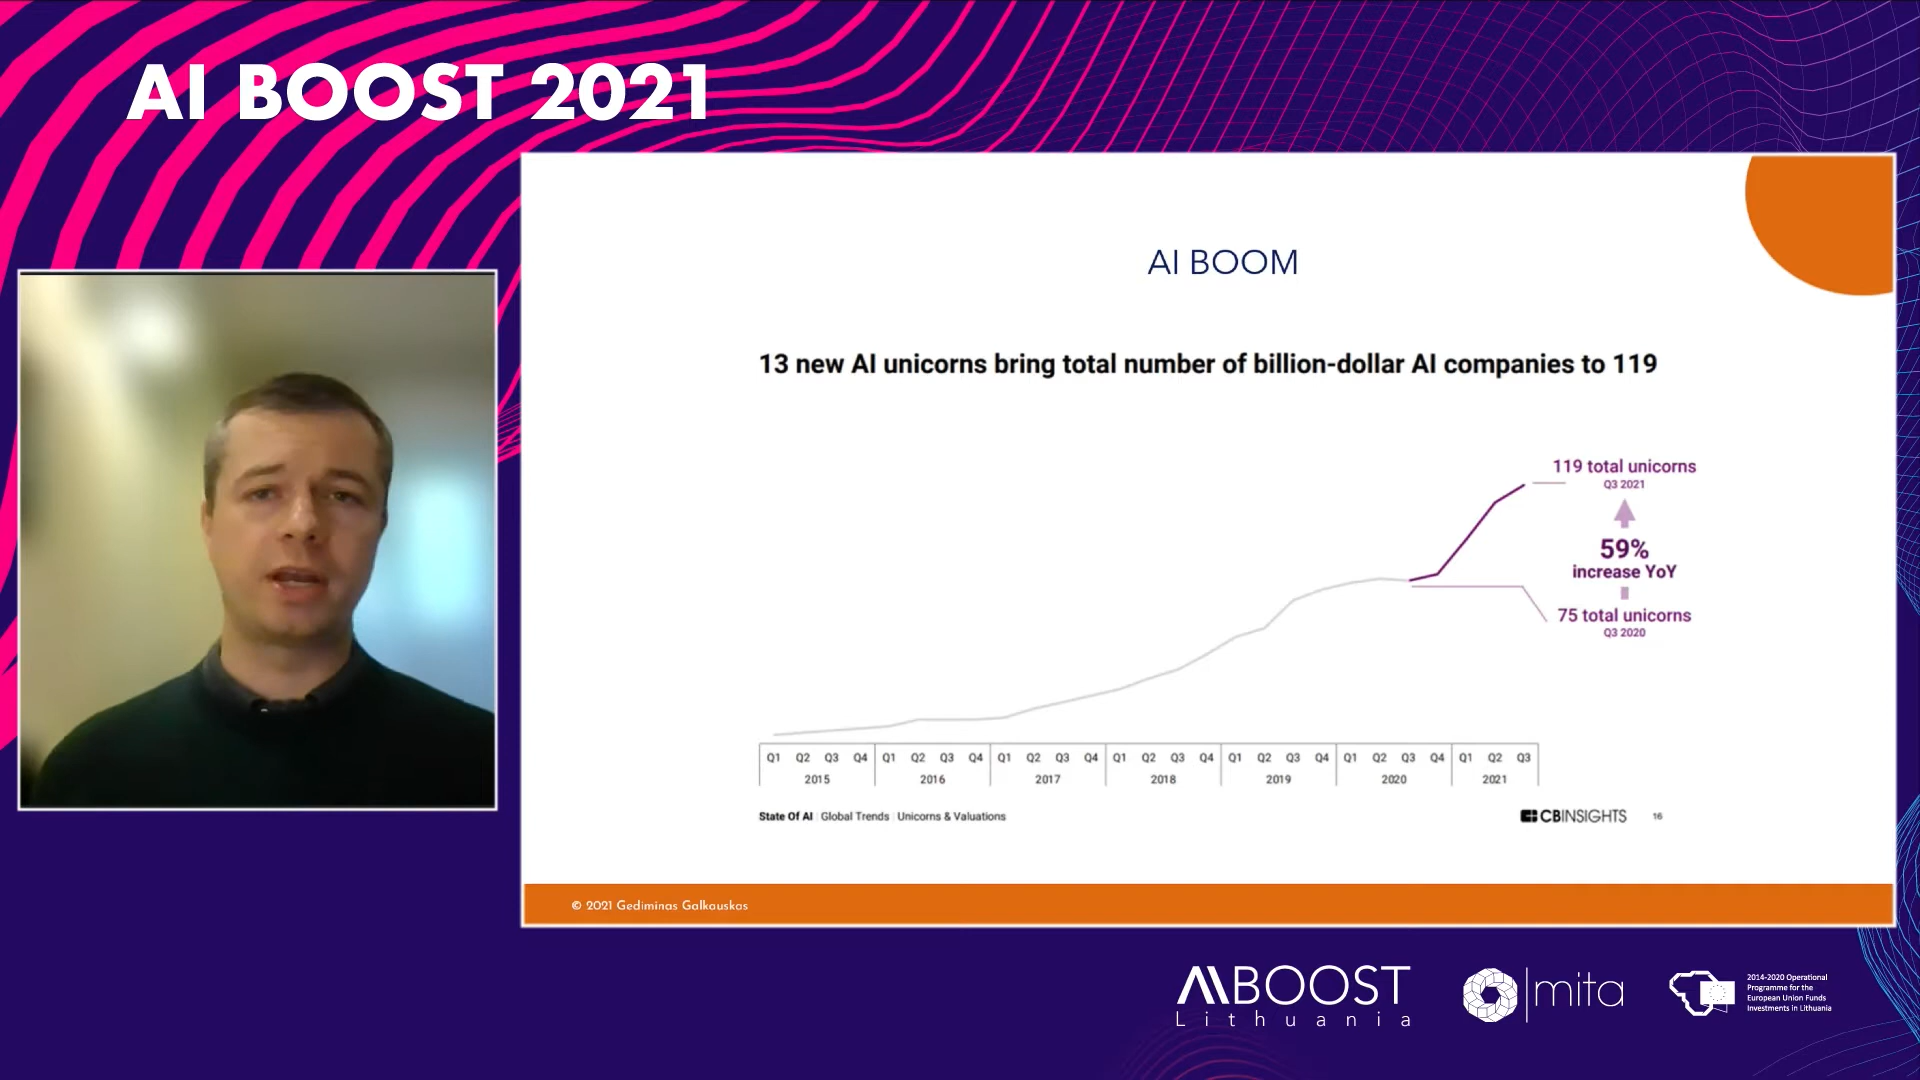 AI BOOST 2021
AI BOOM
13 new AI unicorns bring total number of billion-dollar AI companies to 119
119 total unicorns
Q3 2021
59%
increase YoY
75 total unicorns
Q3 2020
Q1 Q2 Q3 Q4 Q1 Q2 Q3 Q4 Q1 Q2 Q3 Q4 Q1 Q2 Q3 Q4 Q1 Q2 Q3 Q4 Q1 Q2 Q3 Q4 Q1 Q2 Q3
2015 2016 2017 2018 2019 2020 2021
State Of AI | Global Trends | Unicorns & Valuations
CBINSIGHTS 16
© 2021 Gediminas Galkauskas
AI BOOST
Lithuania
mita
2014-2020 Operational
Programme for the
European Union Funds
Investments in Lithuania